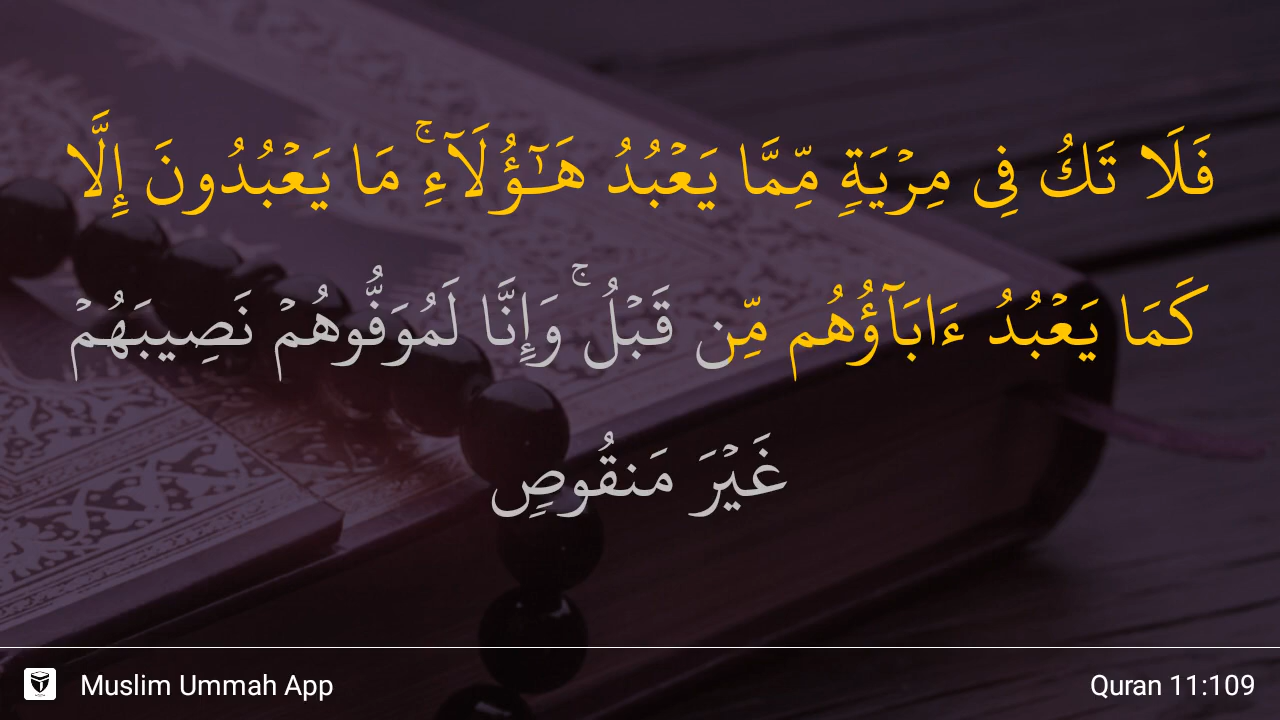 فَلَا تَكُ فِى مِرْيَةٍ مِّمَّا يَعْبُدُ هَـٰٓؤُلَآءِ ۚ مَا يَعْبُدُونَ إِلَّا
كَمَا يَعْبُدُ ءَابَآؤُهُم مِّن قَبْلُ ۚ وَإِنَّا لَمُوَفُّوهُمْ نَصِيبَهُمْ
غَيْرَ مَنقُوصٍ
Muslim Ummah App
Quran 11:109